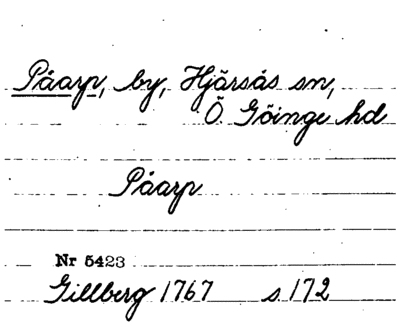 Påarp, by, Hjärsås sn,
Ö Göinge hd
Påarp
Nr 5423
Gillberg 1767 s. 172